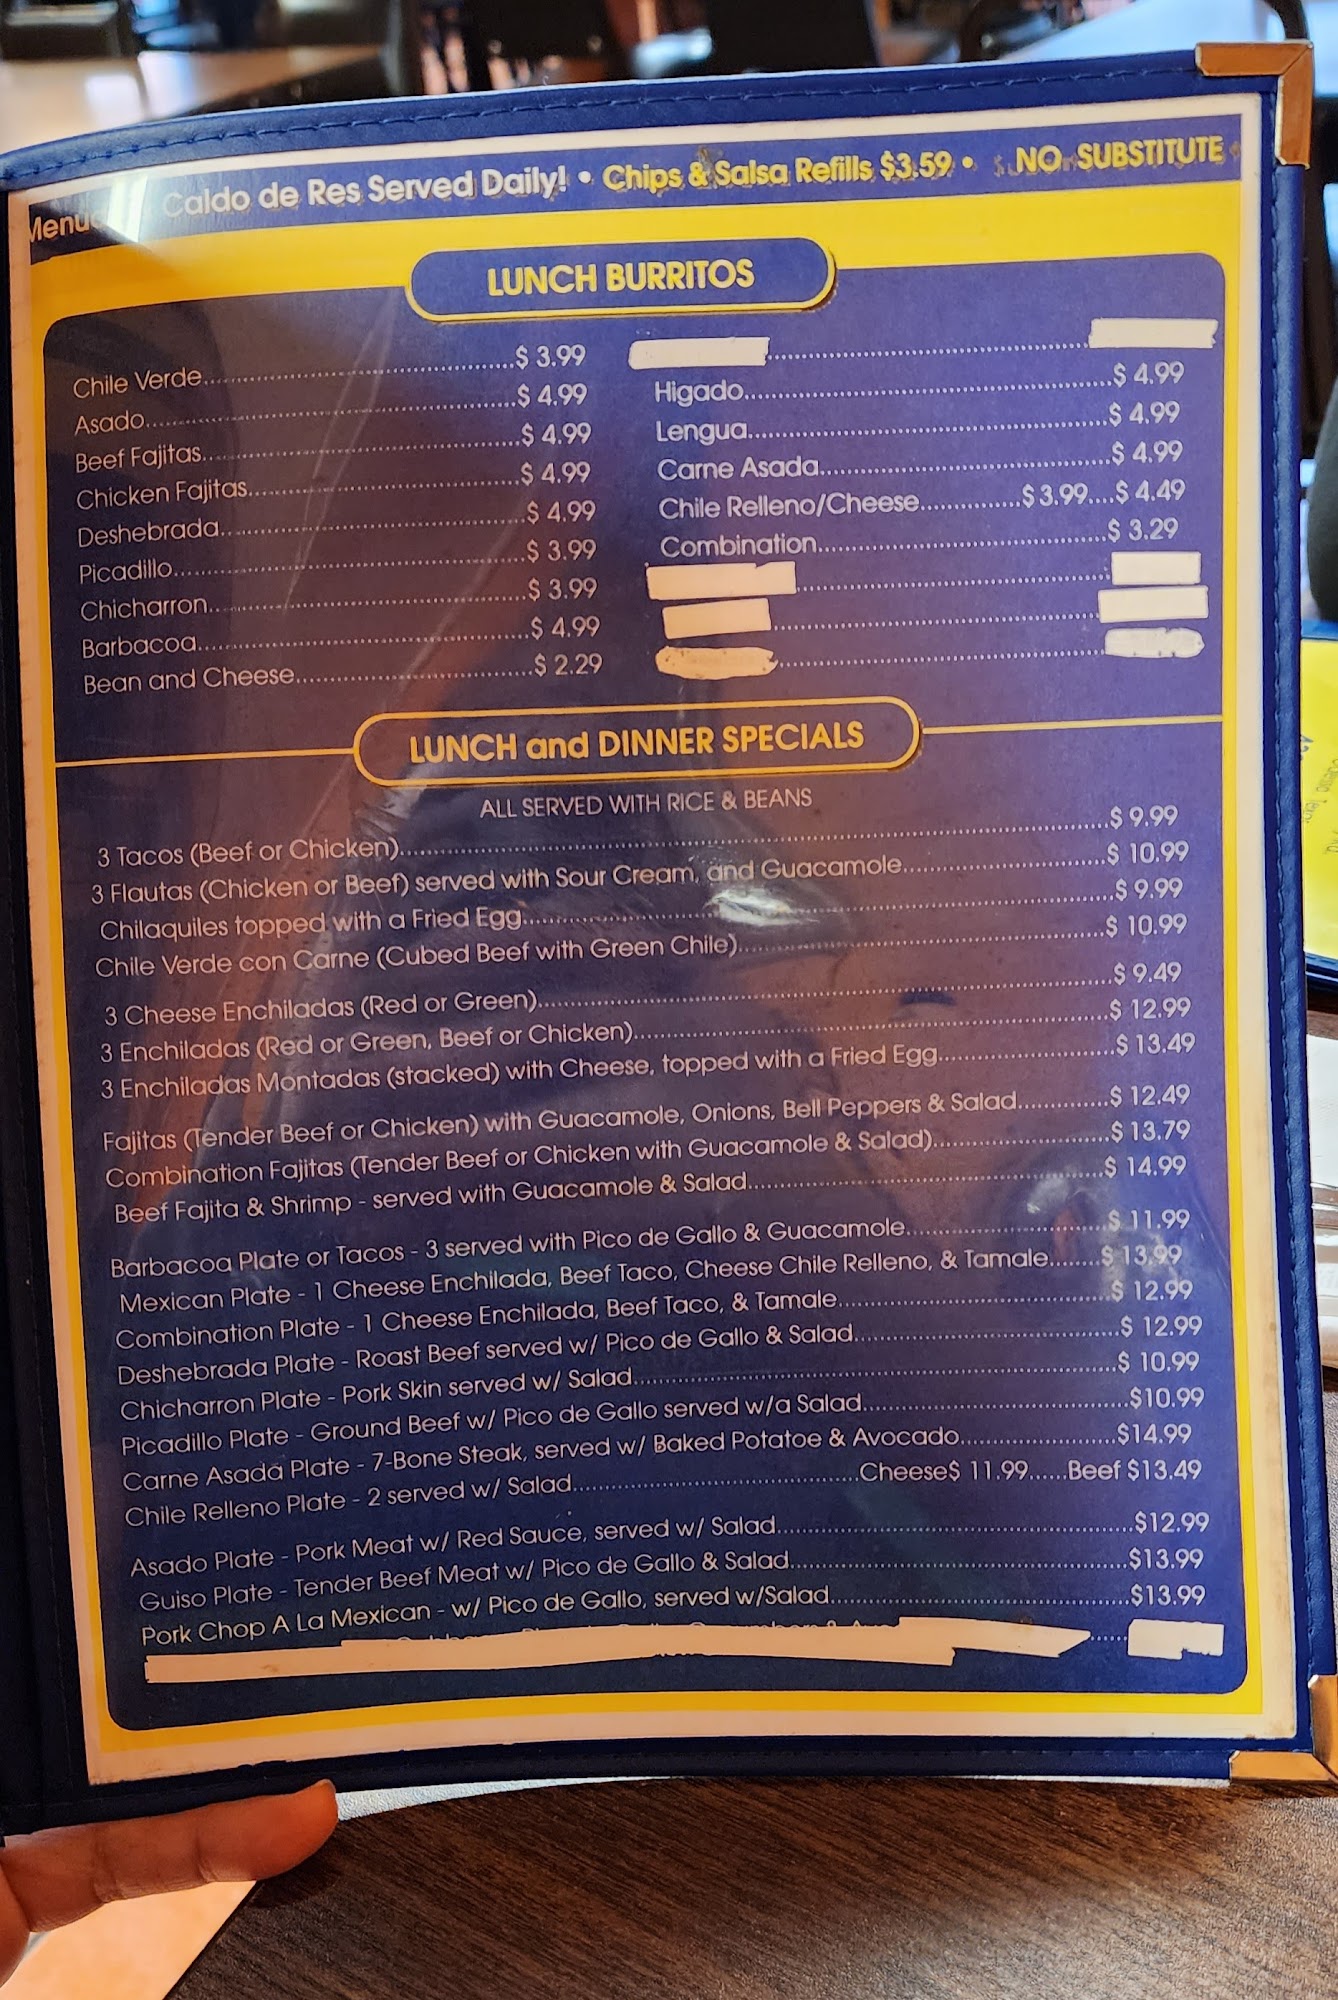 Menu Caldo de Res Served Daily! • Chips & Salsa Refills $3.59 • NO SUBSTITUTE
LUNCH BURRITOS
Chile Verde $ 3.99
Asado $ 4.99
Beef Fajitas $ 4.99
Chicken Fajitas $ 4.99
Deshebrada $ 4.99
Picadillo $ 3.99
Chicharron $ 3.99
Barbacoa $ 4.99
Bean and Cheese $ 2.29
Higado $ 4.99
Lengua $ 4.99
Carne Asada $ 4.99
Chile Relleno/Cheese $ 3.99....$ 4.49
Combination $ 3.29
LUNCH and DINNER SPECIALS
ALL SERVED WITH RICE & BEANS
3 Tacos (Beef or Chicken) $ 9.99
3 Flautas (Chicken or Beef) served with Sour Cream, and Guacamole $ 10.99
Chilaquiles topped with a Fried Egg $ 9.99
Chile Verde con Carne (Cubed Beef with Green Chile) $ 10.99
3 Cheese Enchiladas (Red or Green) $ 9.49
3 Enchiladas (Red or Green, Beef or Chicken) $ 12.99
3 Enchiladas Montadas (stacked) with Cheese, topped with a Fried Egg $ 13.49
Fajitas (Tender Beef or Chicken) with Guacamole, Onions, Bell Peppers & Salad $ 12.49
Combination Fajitas (Tender Beef or Chicken with Guacamole & Salad) $ 13.79
Beef Fajita & Shrimp - served with Guacamole & Salad $ 14.99
Barbacoa Plate or Tacos - 3 served with Pico de Gallo & Guacamole $ 11.99
Mexican Plate - 1 Cheese Enchilada, Beef Taco, Cheese Chile Relleno, & Tamale $ 13.99
Combination Plate - 1 Cheese Enchilada, Beef Taco, & Tamale $ 12.99
Deshebrada Plate - Roast Beef served w/ Pico de Gallo & Salad $ 12.99
Chicharron Plate - Pork Skin served w/ Salad $ 10.99
Picadillo Plate - Ground Beef w/ Pico de Gallo served w/a Salad $10.99
Carne Asada Plate - 7-Bone Steak, served w/ Baked Potatoe & Avocado $14.99
Chile Relleno Plate - 2 served w/ Salad Cheese$ 11.99......Beef $13.49
Asado Plate - Pork Meat w/ Red Sauce, served w/ Salad $12.99
Guiso Plate - Tender Beef Meat w/ Pico de Gallo & Salad $13.99
Pork Chop A La Mexican - w/ Pico de Gallo, served w/Salad $13.99